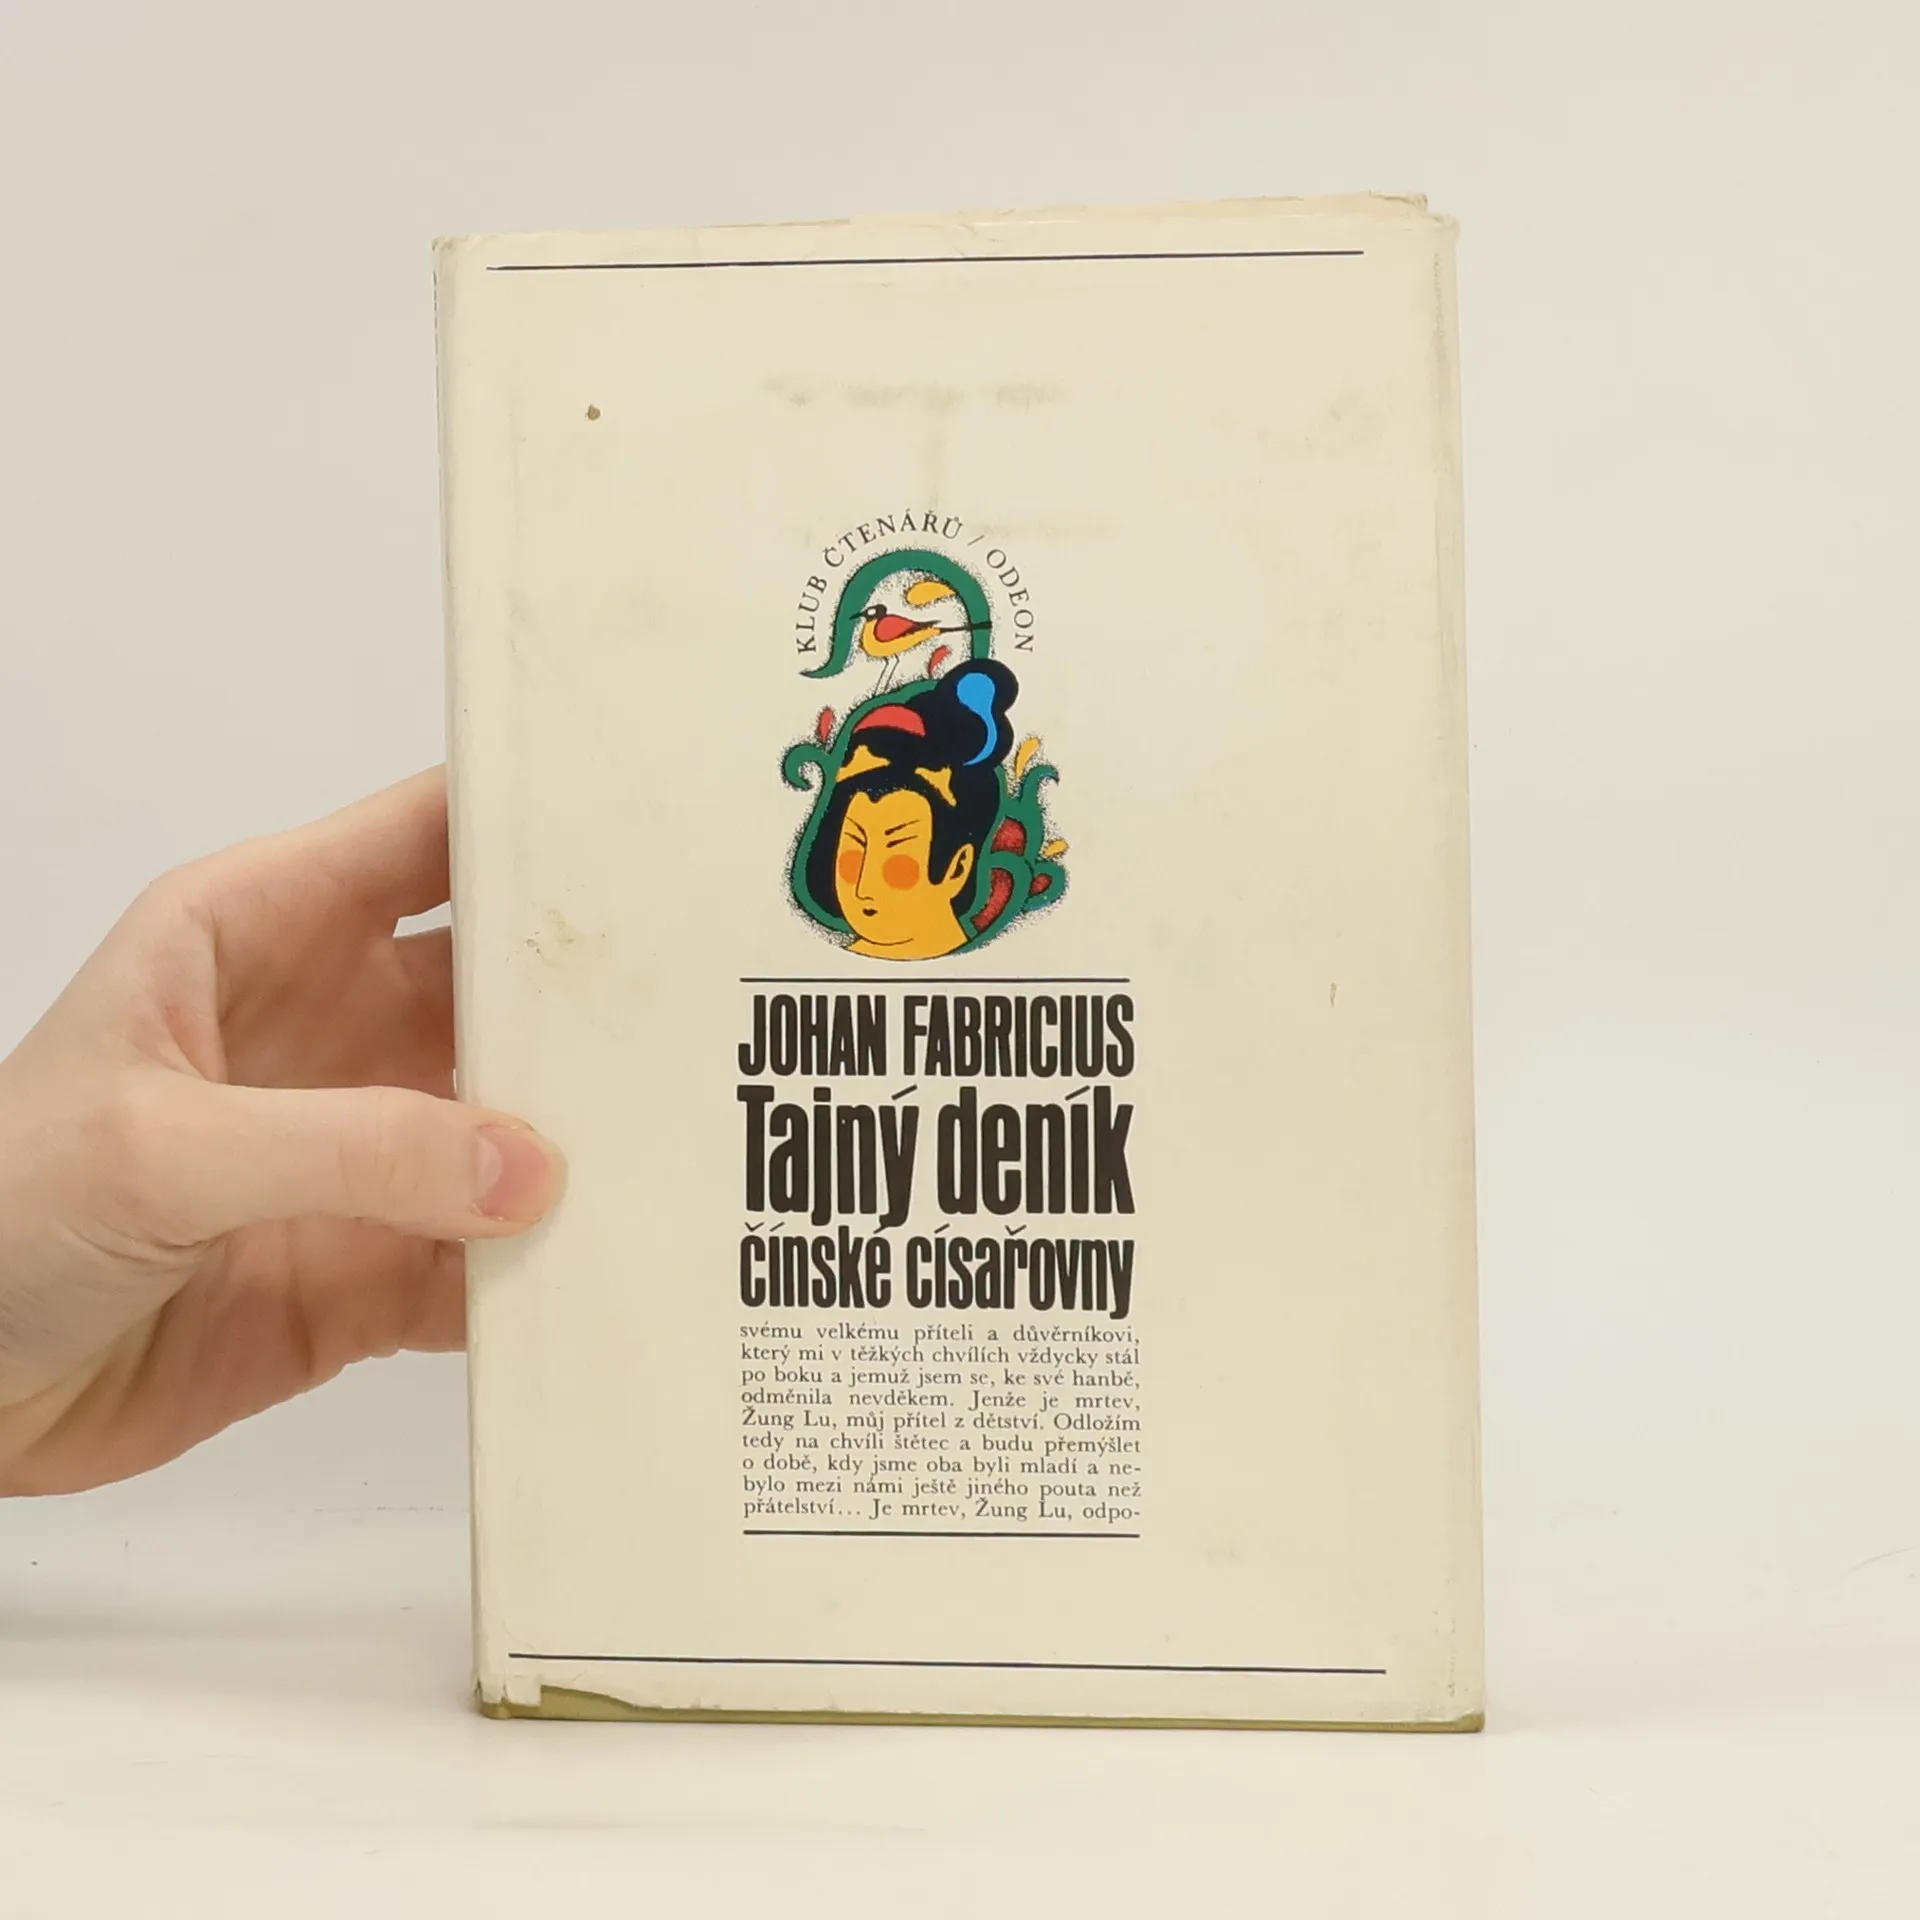 KLUB ČTENÁŘŮ / ODEON
JOHAN FABRICIUS
Tajný deník
čínské císařovny
svému velkému příteli a důvěrníkovi,
který mi v těžkých chvílích vždycky stál
po boku a jemuž jsem se, ke své hanbě,
odměnila nevděkem. Jenže je mrtev,
Žung Lu, můj přítel z dětství. Odložím
tedy na chvíli štětec a budu přemýšlet
o době, kdy jsme oba byli mladí a ne-
bylo mezi námi ještě jiného pouta než
přátelství... Je mrtev, Žung Lu, odpo-